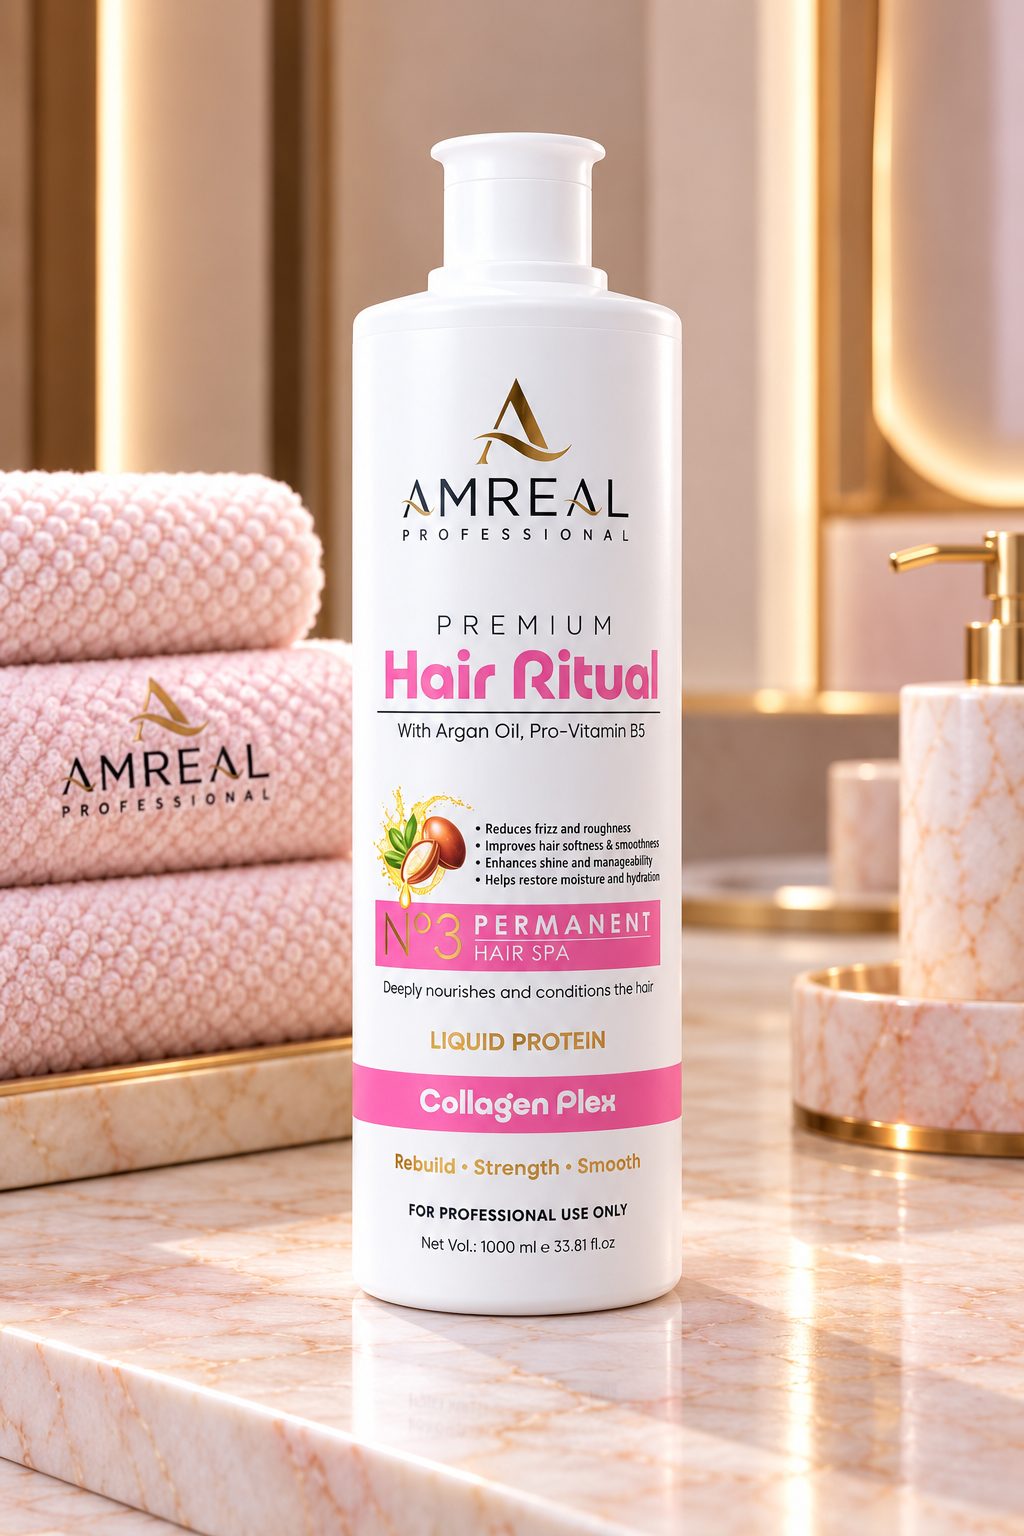 AMREAL
PROFESSIONAL
PREMIUM
Hair Ritual
With Argan Oil, Pro-Vitamin B5
• Reduces frizz and roughness
• Improves hair softness & smoothness
• Enhances shine and manageability
• Helps restore moisture and hydration
Nº3 PERMANENT
HAIR SPA
Deeply nourishes and conditions the hair
LIQUID PROTEIN
Collagen Plex
Rebuild • Strength • Smooth
FOR PROFESSIONAL USE ONLY
Net Vol.: 1000 ml e 33.81 fl.oz
AMREAL
PROFESSIONAL